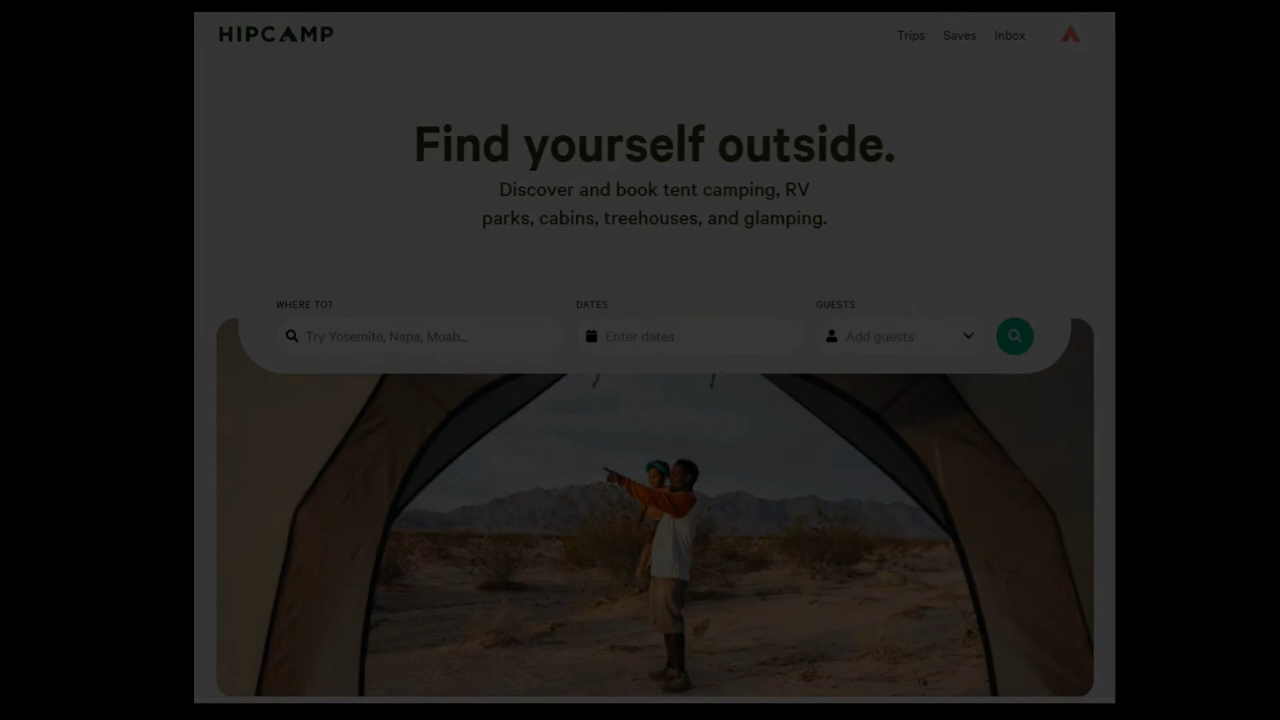 HIPCAMP
Trips Saves Inbox
Find yourself outside.
Discover and book tent camping, RV
parks, cabins, treehouses, and glamping.
WHERE TO? DATES GUESTS
Try Yosemite, Napa, Moab... Enter dates Add guests